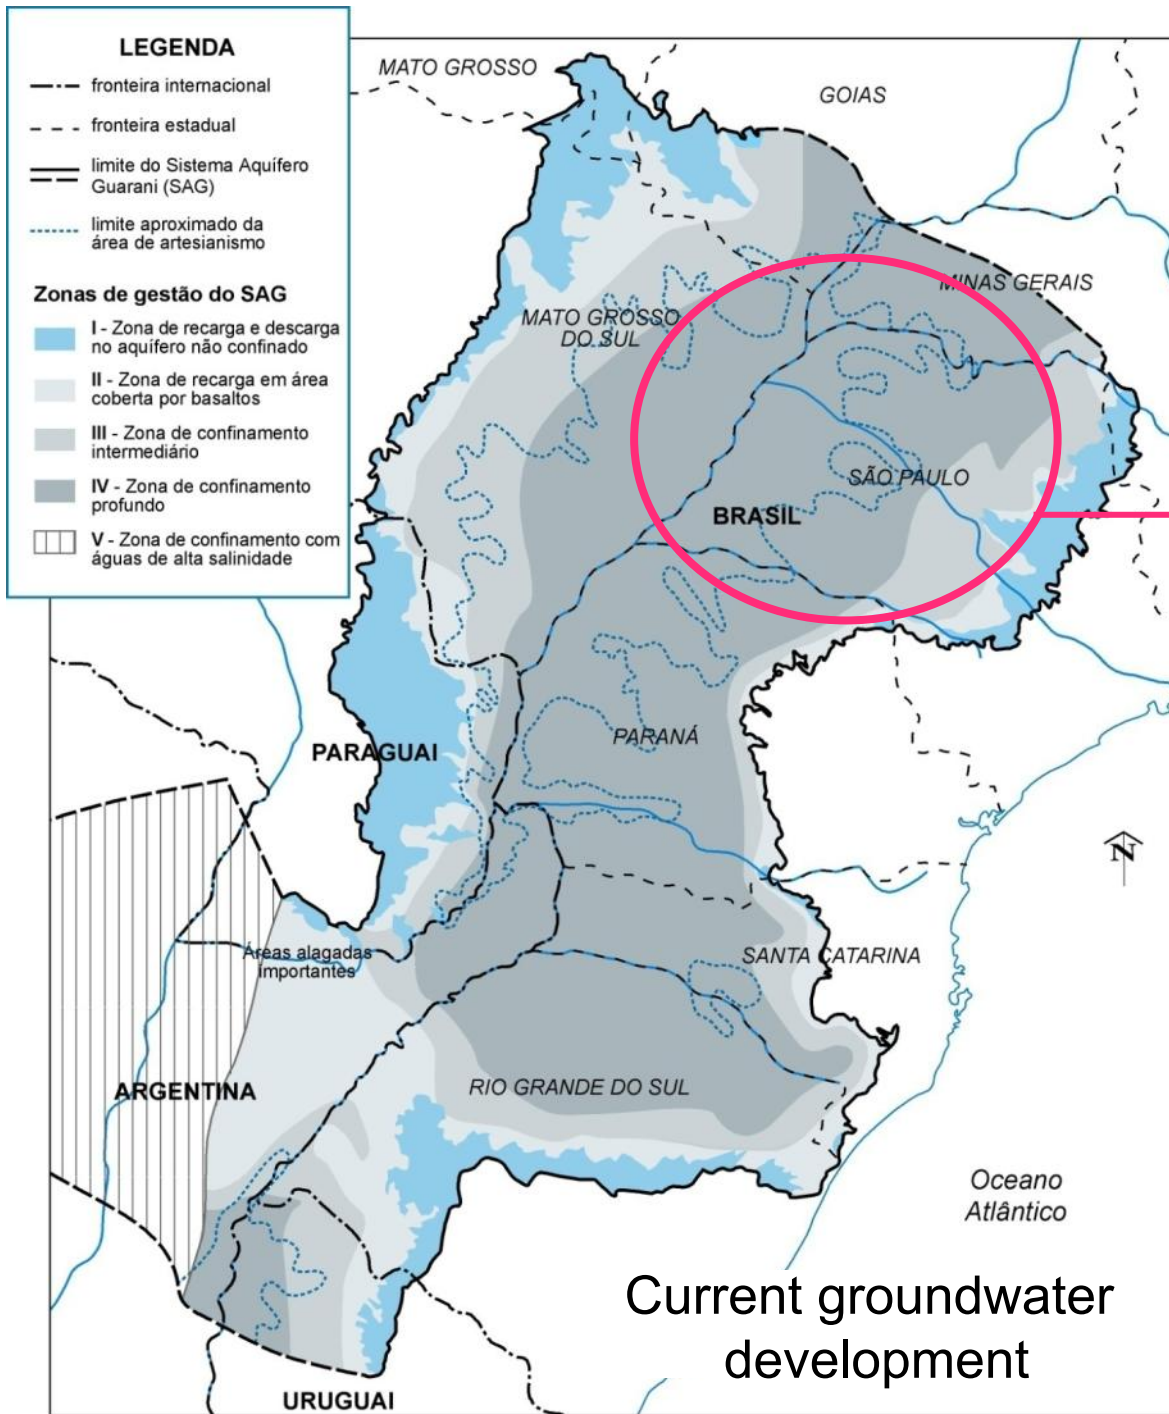 LEGENDA
fronteira internacional
fronteira estadual
limite do Sistema Aquífero
Guarani (SAG)
limite aproximado da
área de artesianismo
Zonas de gestão do SAG
I - Zona de recarga e descarga
no aquífero não confinado
II - Zona de recarga em área
coberta por basaltos
III - Zona de confinamento
intermediário
IV - Zona de confinamento
profundo
V - Zona de confinamento com
águas de alta salinidade
MATO GROSSO
GOIAS
MINAS GERAIS
MATO GROSSO
DO SUL
SÃO PAULO
BRASIL
PARANÁ
PARAGUAI
N
SANTA CATARINA
Áreas alagadas
importantes
ARGENTINA
RIO GRANDE DO SUL
Oceano
Atlântico
Current groundwater
development
URUGUAI